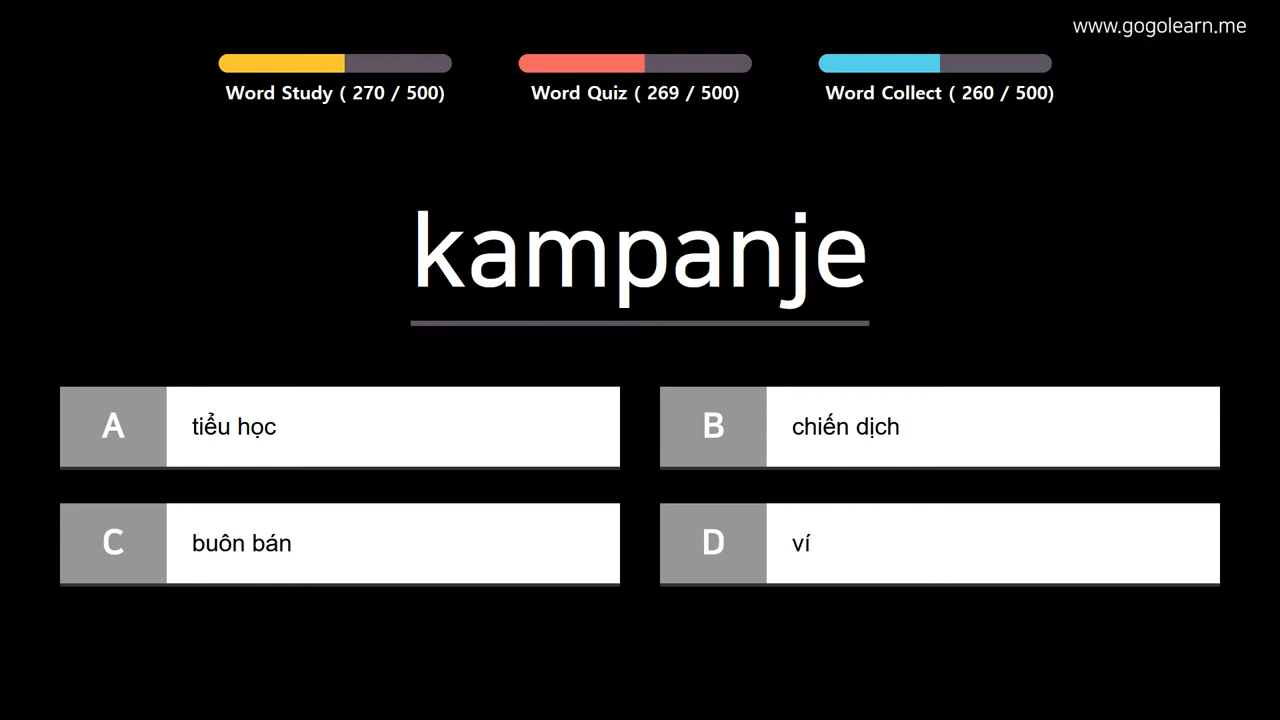 www.gogolearn.me
Word Study ( 270 / 500)
Word Quiz ( 269 / 500)
Word Collect ( 260 / 500)
kampanje
A tiểu học
B chiến dịch
C buôn bán
D ví